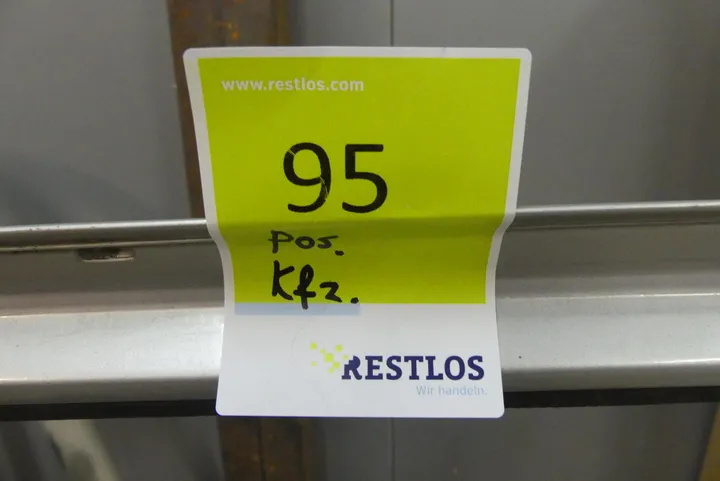 www.restlos.com
95
Pos.
Kfz.
RESTLOS
Wir handeln.